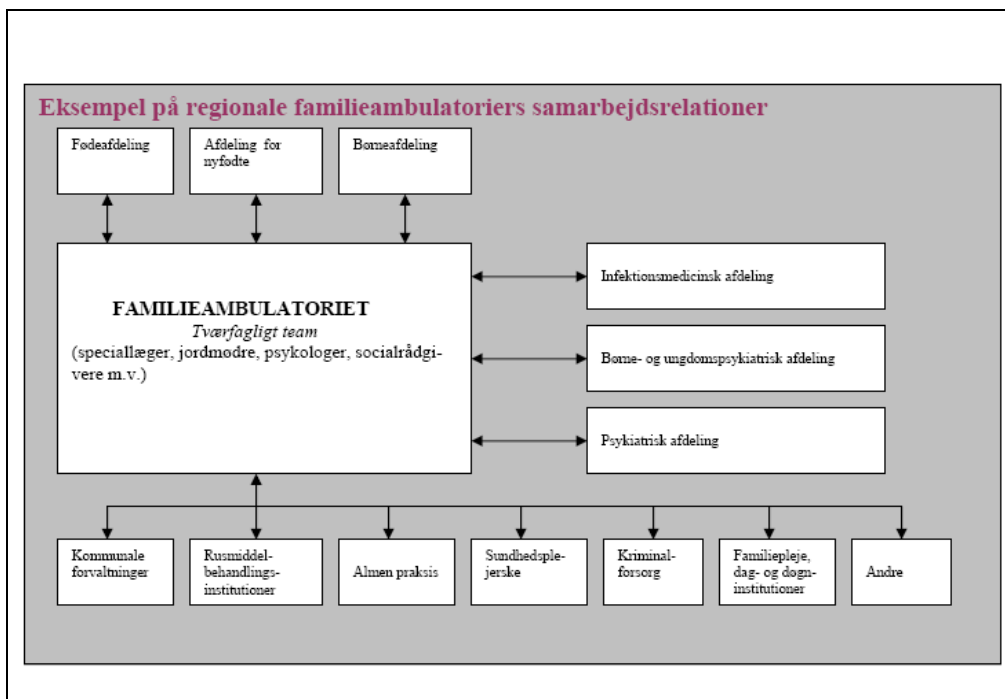 Eksempel på regionale familieambulatoriers samarbejdsrelationer
Fødeafdeling
Afdeling for
nyfødte
Børneafdeling
FAMILIEAMBULATORIET
Tværfagligt team
(speciallæger, jordmødre, psykologer, socialrådgi-
vere m.v.)
Infektionsmedicinsk afdeling
Børne- og ungdomspsykiatrisk afdeling
Psykiatrisk afdeling
Kommunale
forvaltninger
Rusmiddel-
behandlings-
institutioner
Almen praksis
Sundhedsple-
jerske
Kriminal-
forsorg
Familiepleje,
dag- og døgn-
institutioner
Andre